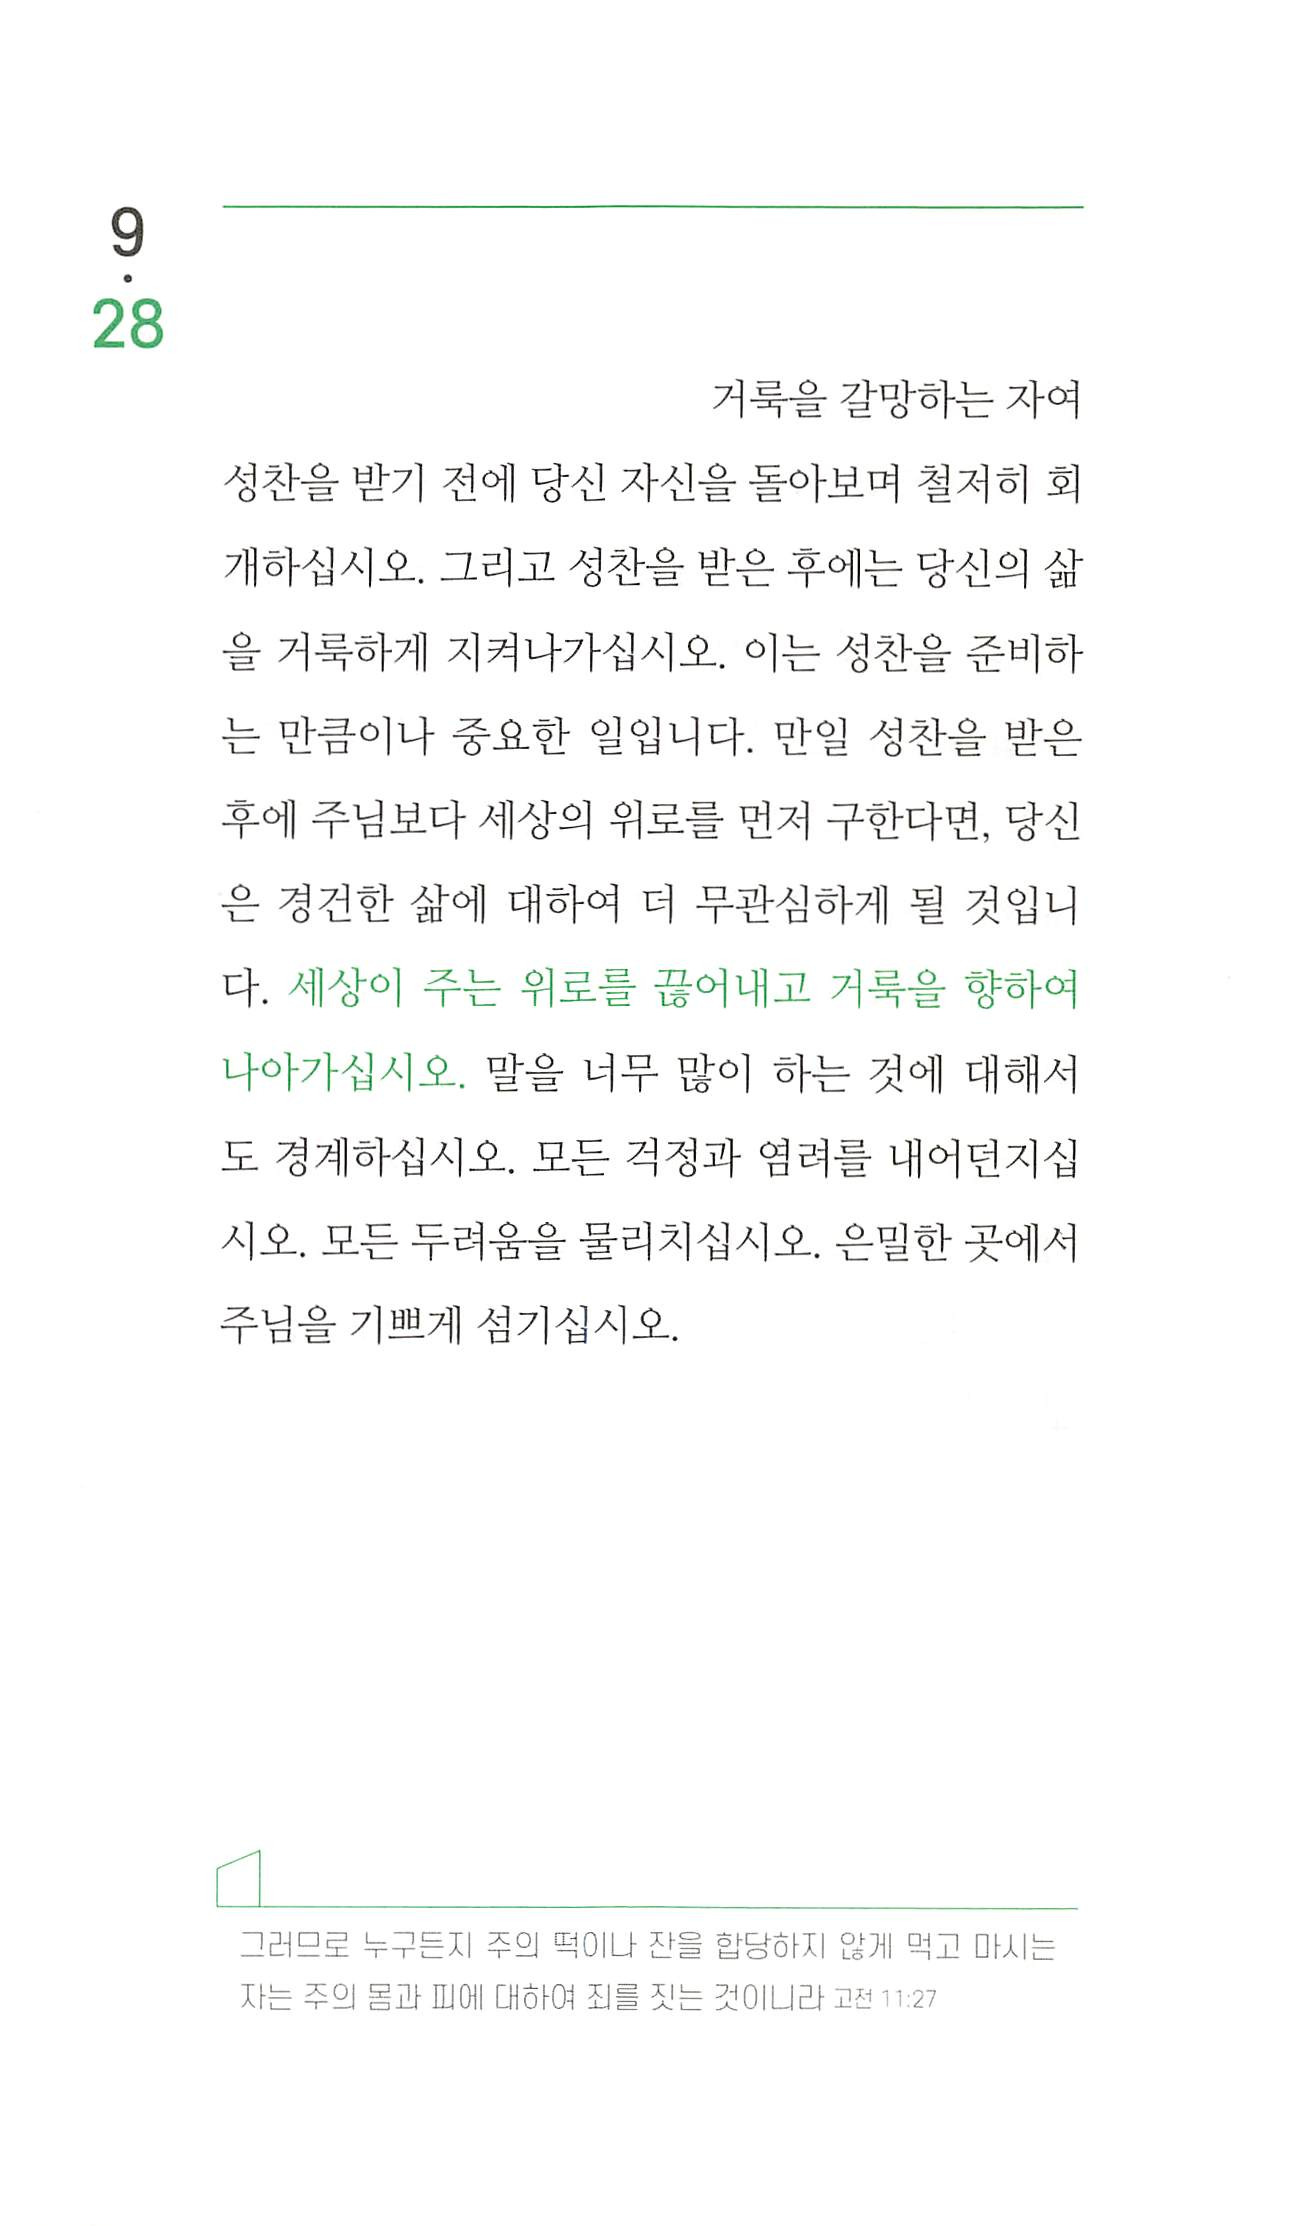 9
·
28
거룩을 갈망하는 자여
성찬을 받기 전에 당신 자신을 돌아보며 철저히 회
개하십시오. 그리고 성찬을 받은 후에는 당신의 삶
을 거룩하게 지켜나가십시오. 이는 성찬을 준비하
는 만큼이나 중요한 일입니다. 만일 성찬을 받은
후에 주님보다 세상의 위로를 먼저 구한다면, 당신
은 경건한 삶에 대하여 더 무관심하게 될 것입니
다. 세상이 주는 위로를 끊어내고 거룩을 향하여
나아가십시오. 말을 너무 많이 하는 것에 대해서
도 경계하십시오. 모든 걱정과 염려를 내어던지십
시오. 모든 두려움을 물리치십시오. 은밀한 곳에서
주님을 기쁘게 섬기십시오.
그러므로 누구든지 주의 떡이나 잔을 합당하지 않게 먹고 마시는
자는 주의 몸과 피에 대하여 죄를 짓는 것이니라 고전 11:27